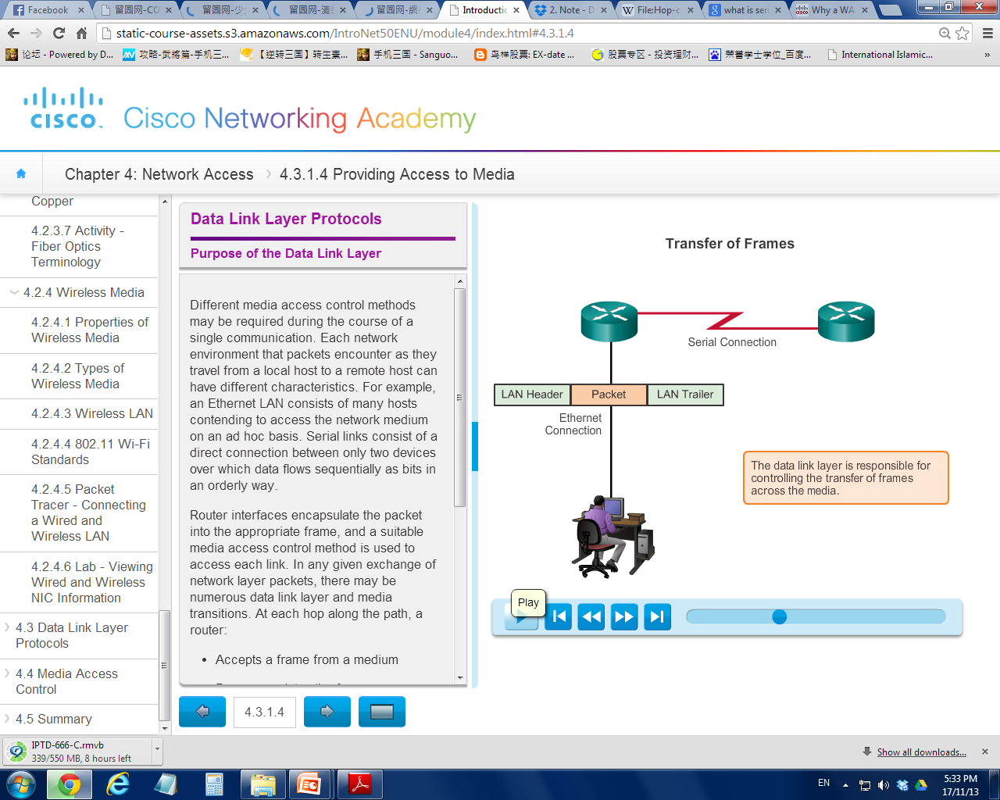 Facebook
留园网-CO
留园网-少
留园网-清
留园网-網
Introductic
2. Note - D
File:Hop-c
what is seri
Why a WA
static-course-assets.s3.amazonaws.com/IntroNet50ENU/module4/index.html#4.3.1.4
论坛 - Powered by D...
攻略-武將篇-手机三...
【逆转三国】转生素...
手机三国 - Sanguo...
鸟样股票: EX-date ...
股票专区 - 投资理财...
荣誉学士学位_百度...
International Islamic...
»
CISCO
Cisco Networking Academy
Chapter 4: Network Access
4.3.1.4 Providing Access to Media
Copper
4.2.3.7 Activity -
Fiber Optics
Terminology
4.2.4 Wireless Media
4.2.4.1 Properties of
Wireless Media
4.2.4.2 Types of
Wireless Media
4.2.4.3 Wireless LAN
4.2.4.4 802.11 Wi-Fi
Standards
4.2.4.5 Packet
Tracer - Connecting
a Wired and
Wireless LAN
4.2.4.6 Lab - Viewing
Wired and Wireless
NIC Information
4.3 Data Link Layer
Protocols
4.4 Media Access
Control
4.5 Summary
Data Link Layer Protocols
Purpose of the Data Link Layer
Different media access control methods
may be required during the course of a
single communication. Each network
environment that packets encounter as they
travel from a local host to a remote host can
have different characteristics. For example,
an Ethernet LAN consists of many hosts
contending to access the network medium
on an ad hoc basis. Serial links consist of a
direct connection between only two devices
over which data flows sequentially as bits in
an orderly way.
Router interfaces encapsulate the packet
into the appropriate frame, and a suitable
media access control method is used to
access each link. In any given exchange of
network layer packets, there may be
numerous data link layer and media
transitions. At each hop along the path, a
router:
• Accepts a frame from a medium
4.3.1.4
Transfer of Frames
Serial Connection
LAN Header
Packet
LAN Trailer
Ethernet
Connection
The data link layer is responsible for
controlling the transfer of frames
across the media.
Play
IPTD-666-C.rmvb
339/550 MB, 8 hours left
Show all downloads...
EN
5:33 PM
17/11/13